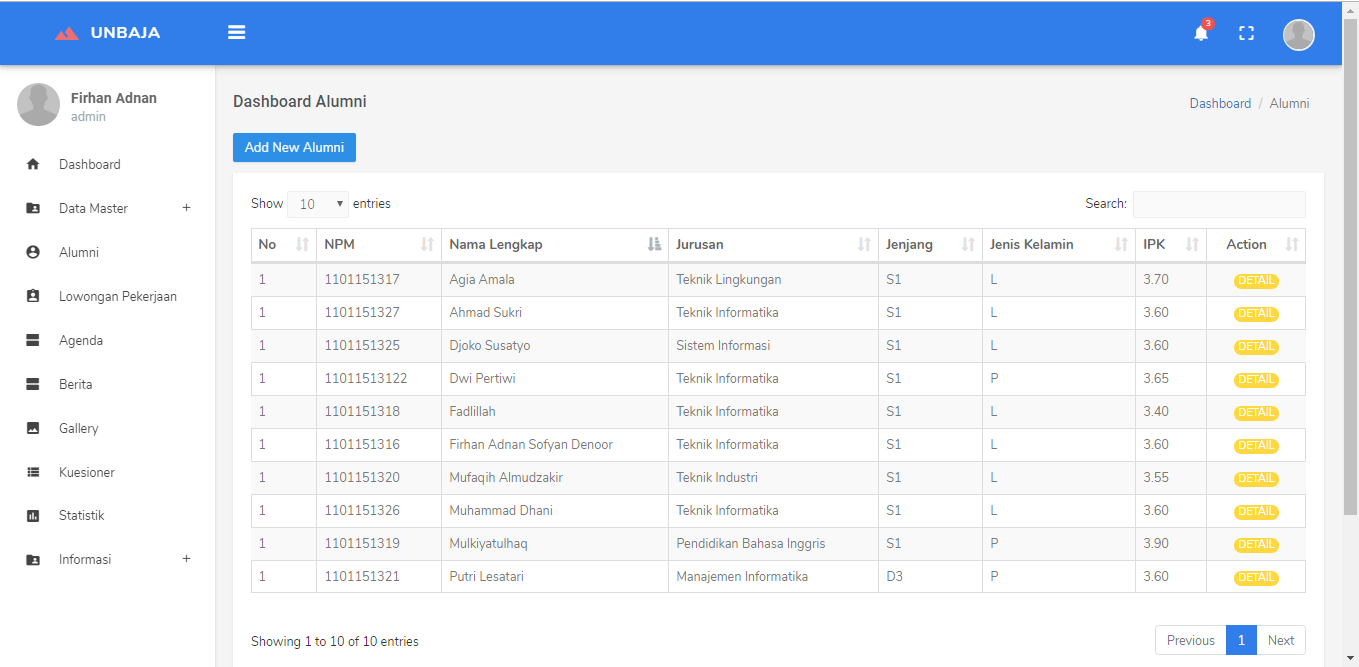 UNBAJA
3
Firhan Adnan
admin
Dashboard
Data Master +
Alumni
Lowongan Pekerjaan
Agenda
Berita
Gallery
Kuesioner
Statistik
Informasi +
Dashboard Alumni
Dashboard / Alumni
Add New Alumni
Show 10 entries
Search:
No NPM Nama Lengkap Jurusan Jenjang Jenis Kelamin IPK Action
1 1101151317 Agia Amala Teknik Lingkungan S1 L 3.70 DETAIL
1 1101151327 Ahmad Sukri Teknik Informatika S1 L 3.60 DETAIL
1 1101151325 Djoko Susatyo Sistem Informasi S1 L 3.60 DETAIL
1 11011513122 Dwi Pertiwi Teknik Informatika S1 P 3.65 DETAIL
1 1101151318 Fadlillah Teknik Informatika S1 L 3.40 DETAIL
1 1101151316 Firhan Adnan Sofyan Denoor Teknik Informatika S1 L 3.60 DETAIL
1 1101151320 Mufaqih Almudzakir Teknik Industri S1 L 3.55 DETAIL
1 1101151326 Muhammad Dhani Teknik Informatika S1 L 3.60 DETAIL
1 1101151319 Mulkiyatulhaq Pendidikan Bahasa Inggris S1 P 3.90 DETAIL
1 1101151321 Putri Lesatari Manajemen Informatika D3 P 3.60 DETAIL
Showing 1 to 10 of 10 entries
Previous 1 Next